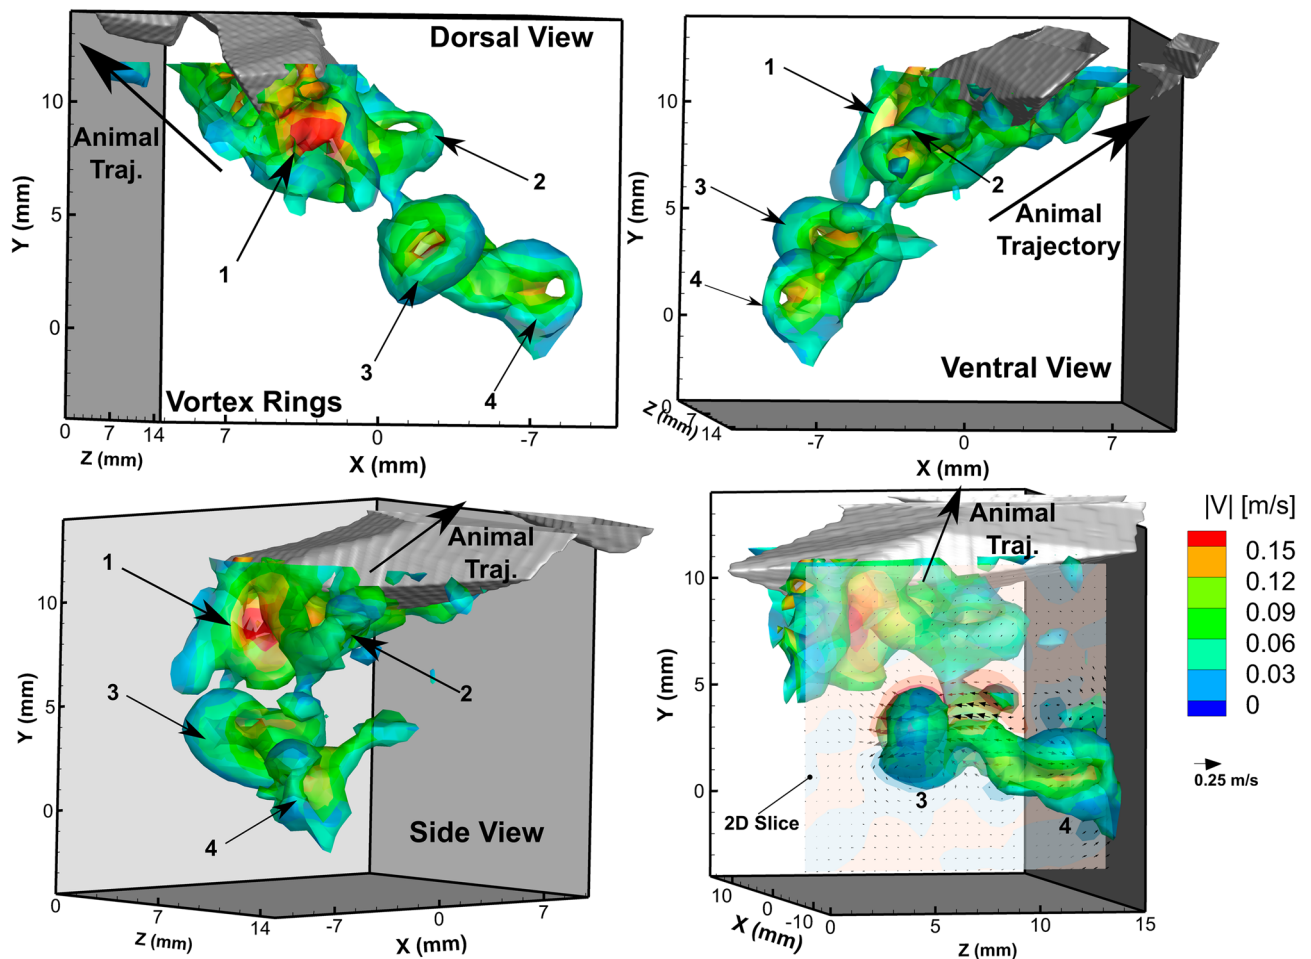 Dorsal View
10
5
0
Y (mm)
Animal
Traj.
1
2
3
4
Vortex Rings
0
7
14
7
0
-7
Z (mm)
X (mm)
10
5
0
Y (mm)
1
2
3
4
Animal
Trajectory
Ventral View
0
7
14
Z (mm)
-7
0
7
X (mm)
10
5
0
Y (mm)
1
2
3
4
Animal
Traj.
Side View
0
7
14
-7
0
7
Z (mm)
X (mm)
10
5
0
Y (mm)
Animal
Traj.
2D Slice
3
4
10
0
-10
X (mm)
0
5
10
15
Z (mm)
|V| [m/s]
0.15
0.12
0.09
0.06
0.03
0
0.25 m/s